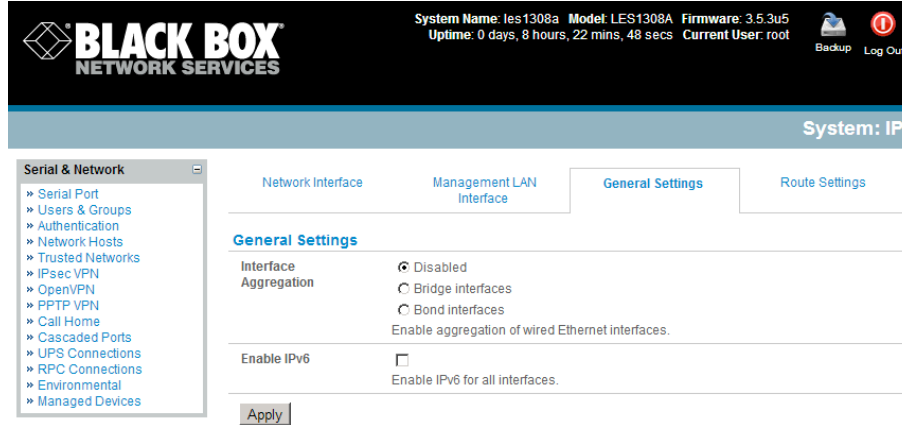 BLACK BOX
NETWORK SERVICES
System Name: les1308a Model: LES1308A Firmware: 3.5.3u5
Uptime: 0 days, 8 hours, 22 mins, 48 secs Current User: root
Backup
Log Ou
System: IP
Serial & Network
» Serial Port
» Users & Groups
» Authentication
» Network Hosts
» Trusted Networks
» IPsec VPN
» OpenVPN
» PPTP VPN
» Call Home
» Cascaded Ports
» UPS Connections
» RPC Connections
» Environmental
» Managed Devices
Network Interface
Management LAN
Interface
General Settings
Route Settings
General Settings
Interface
Aggregation
Disabled
Bridge interfaces
Bond interfaces
Enable aggregation of wired Ethernet interfaces.
Enable IPv6
Enable IPv6 for all interfaces.
Apply